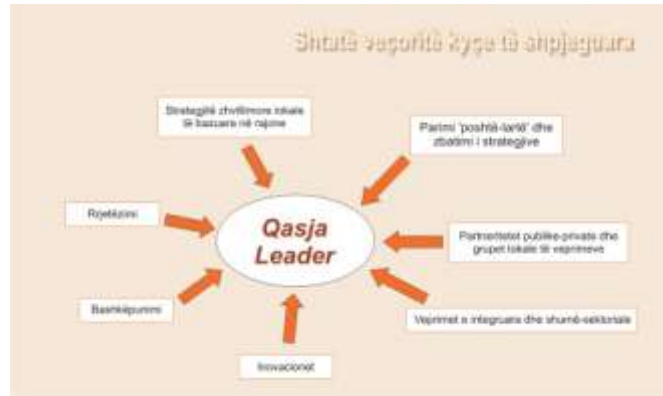 Shtatë veçoritë kyçe të shpjeguara
Strategjitë zhvillimore lokale
të bazuara në rajone
Parimi 'poshtë-lartë' dhe
zbatimi i strategjive
Rrjetëzimi
Qasja
Leader
Partneritetet publike-private dhe
grupet lokale të veprimeve
Bashkëpunimi
Veprimet e integruara dhe shumë-sektoriale
Inovacionet